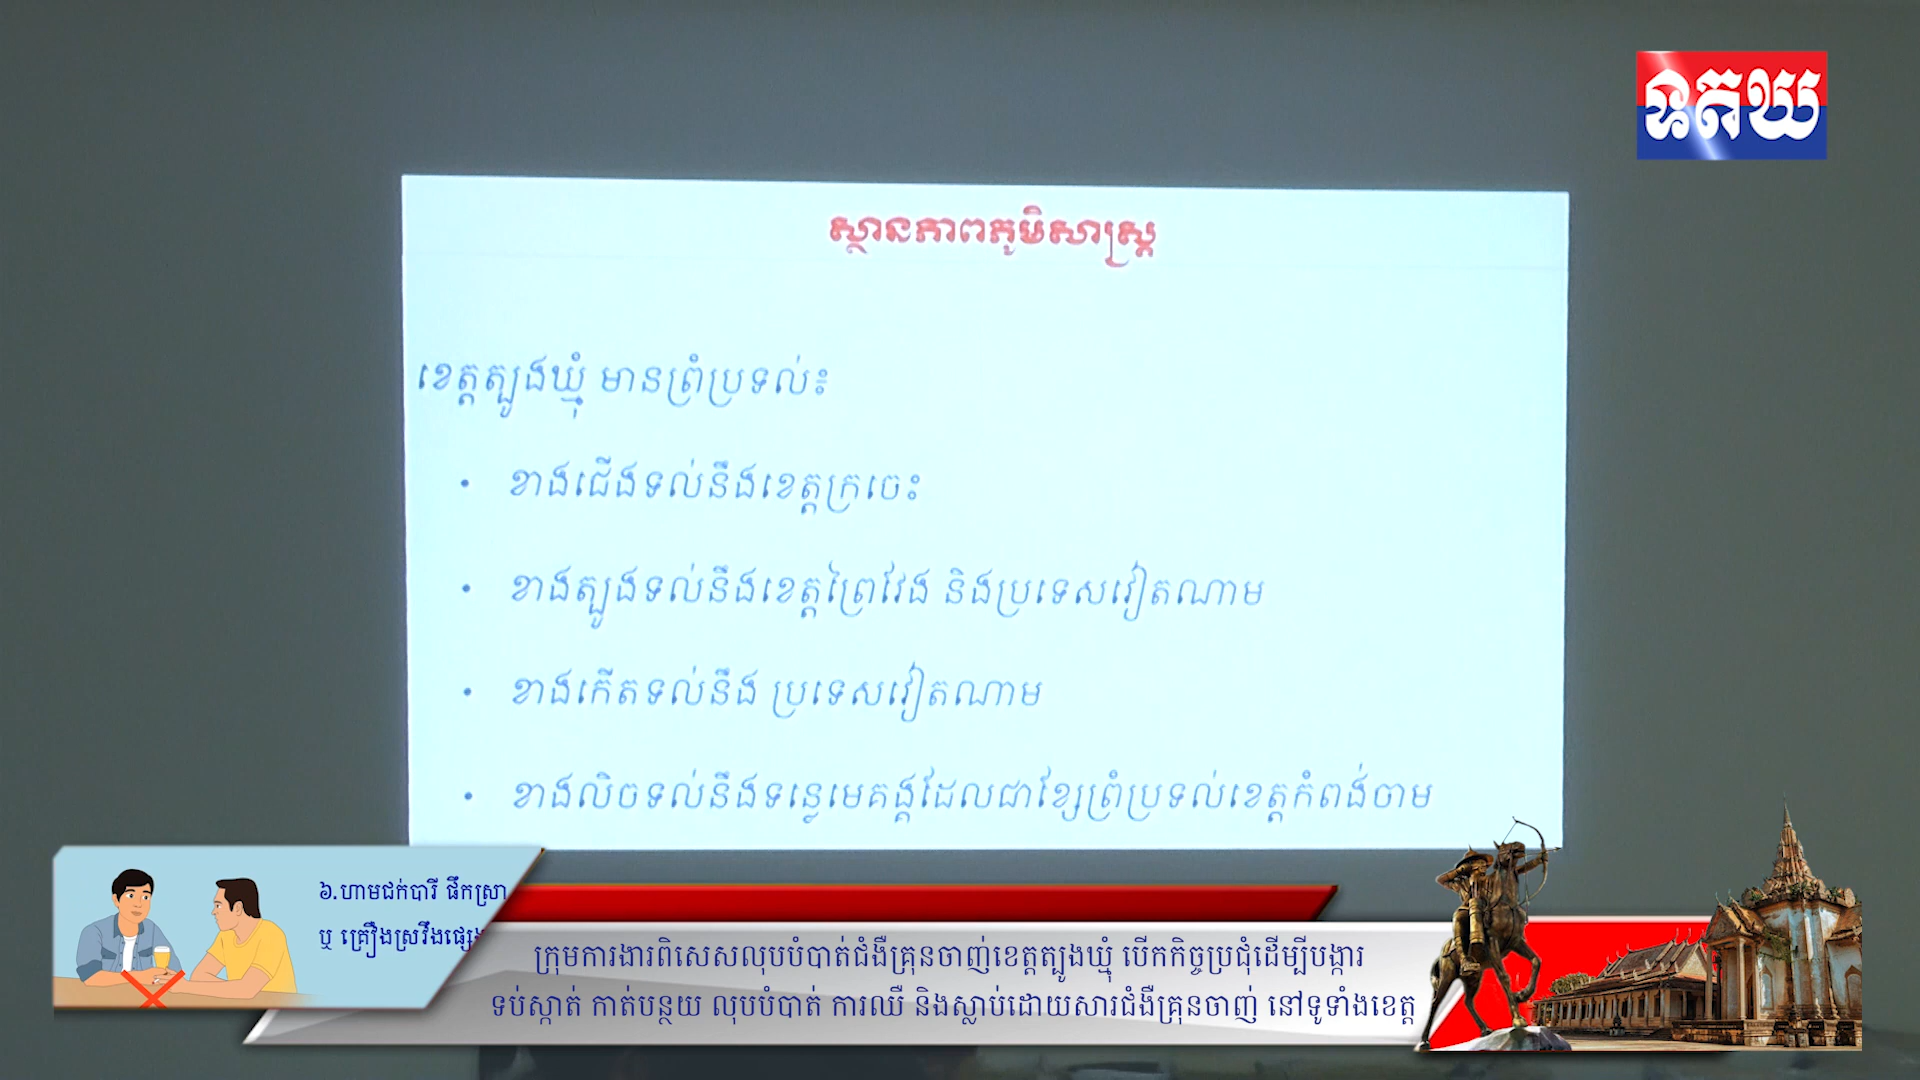 ទតឃ
ស្ថានភាពភូមិសាស្ត្រ
ខេត្តត្បូងឃ្មុំ មានព្រំប្រទល់៖
• ខាងជើងទល់នឹងខេត្តក្រចេះ
• ខាងត្បូងទល់នឹងខេត្តព្រៃវែង និងប្រទេសវៀតណាម
• ខាងកើតទល់នឹង ប្រទេសវៀតណាម
• ខាងលិចទល់នឹងទន្លេមេគង្គដែលជាខ្សែព្រំប្រទល់ខេត្តកំពង់ចាម
៦.ហាមជក់បារី ផឹកស្រា
ឬ គ្រឿងស្រវឹងផ្សេង
ក្រុមការងារពិសេសលុបបំបាត់ជំងឺគ្រុនចាញ់ខេត្តត្បូងឃ្មុំ បើកកិច្ចប្រជុំដើម្បីបង្ការ
ទប់ស្កាត់ កាត់បន្ថយ លុបបំបាត់ ការឈឺ និងស្លាប់ដោយសារជំងឺគ្រុនចាញ់ នៅទូទាំងខេត្ត